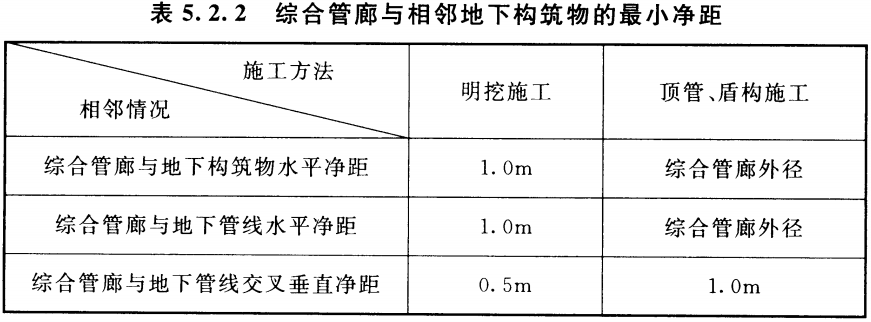 表 5.2.2 综合管廊与相邻地下构筑物的最小净距
施工方法
相邻情况
明挖施工
顶管、盾构施工
综合管廊与地下构筑物水平净距 1.0m 综合管廊外径
综合管廊与地下管线水平净距 1.0m 综合管廊外径
综合管廊与地下管线交叉垂直净距 0.5m 1.0m